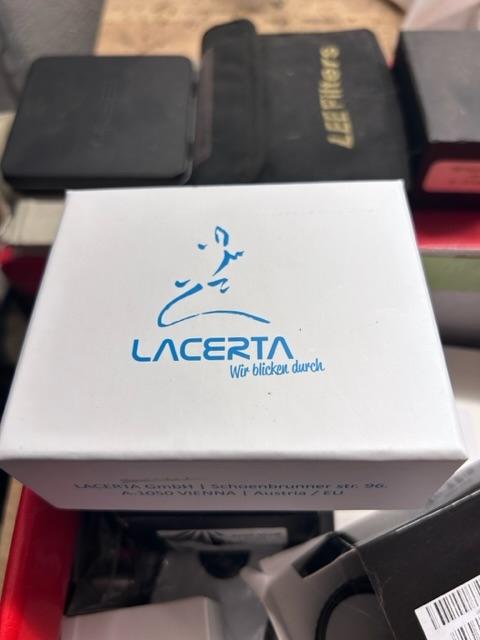 LEE Filters
LACERTA
Wir blicken durch
LACERTA GmbH | Schoenbrunner str. 96.
A-1050 VIENNA | Austria / EU